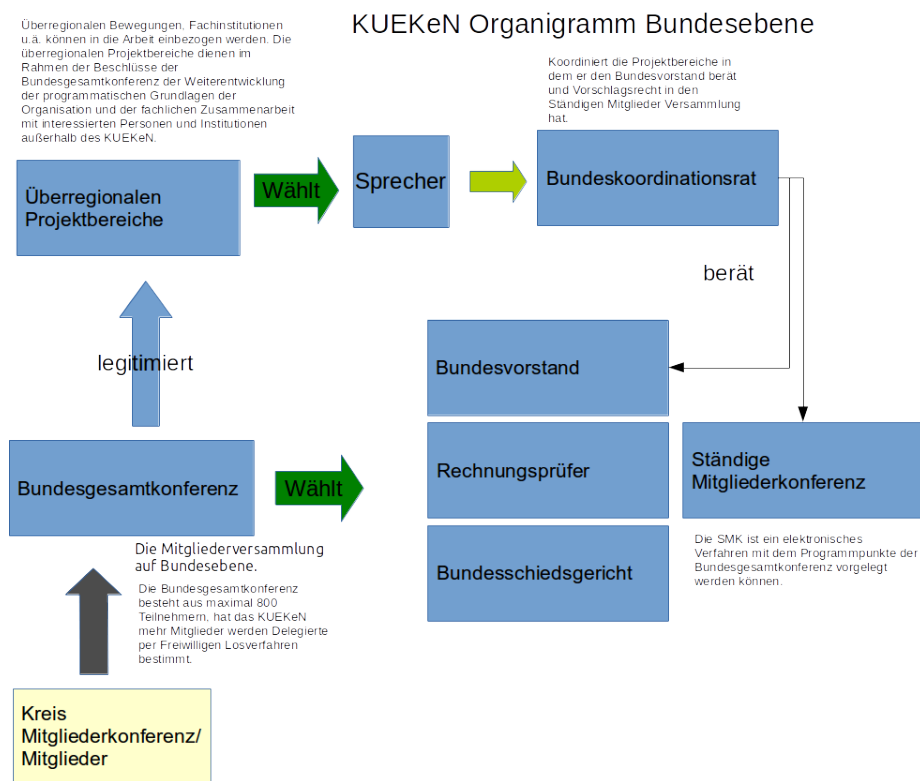 KUEKeN Organigramm Bundesebene
Überregionalen Bewegungen, Fachinstitutionen
u.ä. können in die Arbeit einbezogen werden. Die
überregionalen Projektbereiche dienen im
Rahmen der Beschlüsse der
Bundesgesamtkonferenz der Weiterentwicklung
der programmatischen Grundlagen der
Organisation und der fachlichen Zusammenarbeit
mit interessierten Personen und Institutionen
außerhalb des KUEKeN.
Koordiniert die Projektbereiche in
dem er den Bundesvorstand berät
und Vorschlagsrecht in den
Ständigen Mitglieder Versammlung
hat.
Überregionalen
Projektbereiche
Wählt
Sprecher
Bundeskoordinationsrat
berät
legitimiert
Bundesvorstand
Bundesgesamtkonferenz
Wählt
Rechnungsprüfer
Ständige
Mitgliederkonferenz
Bundesschiedsgericht
Die SMK ist ein elektronisches
Verfahren mit dem Programmpunkte der
Bundesgesamtkonferenz vorgelegt
werden können.
Die Mitgliederversammlung
auf Bundesebene.
Die Bundesgesamtkonferenz
besteht aus maximal 800
Teilnehmern, hat das KUEKeN
mehr Mitglieder werden Delegierte
per Freiwilligen Losverfahren
bestimmt.
Kreis
Mitgliederkonferenz/
Mitglieder